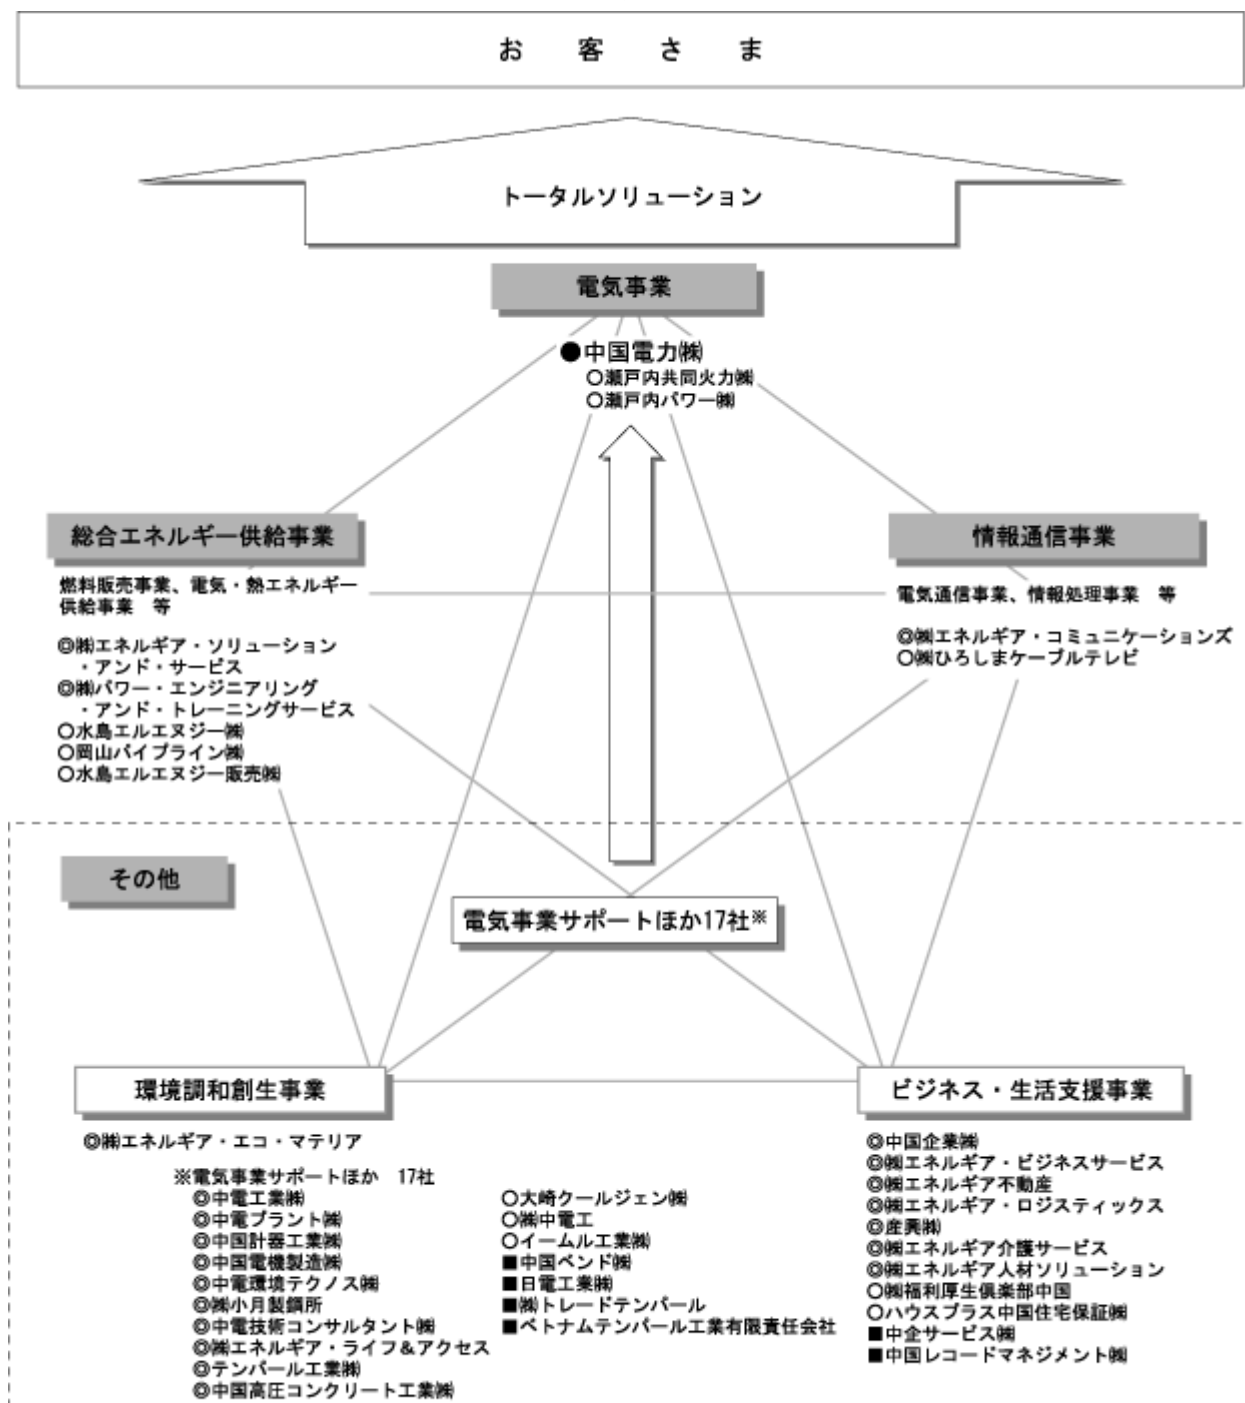 お客さま
トータルソリューション
電気事業
●中国電力㈱
○瀬戸内共同火力㈱
○瀬戸内パワー㈱
総合エネルギー供給事業
燃料販売事業、電気・熱エネルギー
供給事業　等
◎㈱エネルギア・ソリューション
・アンド・サービス
◎㈱パワー・エンジニアリング
・アンド・トレーニングサービス
○水島エルエヌジー㈱
○岡山パイプライン㈱
○水島エルエヌジー販売㈱
情報通信事業
電気通信事業、情報処理事業　等
◎㈱エネルギア・コミュニケーションズ
○㈱ひろしまケーブルテレビ
その他
電気事業サポートほか17社※
環境調和創生事業
◎㈱エネルギア・エコ・マテリア
※電気事業サポートほか　17社
◎中電工業㈱
◎中電プラント㈱
◎中国計器工業㈱
◎中国電機製造㈱
◎中電環境テクノス㈱
◎㈱小月製鋼所
◎中電技術コンサルタント㈱
◎㈱エネルギア・ライフ＆アクセス
◎テンパール工業㈱
◎中国高圧コンクリート工業㈱
○大崎クールジェン㈱
○㈱中電工
○イームル工業㈱
■中国ベンド㈱
■日電工業㈱
■㈱トレードテンパール
■ベトナムテンパール工業有限責任会社
ビジネス・生活支援事業
◎中国企業㈱
◎㈱エネルギア・ビジネスサービス
◎㈱エネルギア不動産
◎㈱エネルギア・ロジスティックス
◎産興㈱
◎㈱エネルギア介護サービス
◎㈱エネルギア人材ソリューション
○㈱福利厚生倶楽部中国
○ハウスプラス中国住宅保証㈱
■中企サービス㈱
■中国レコードマネジメント㈱